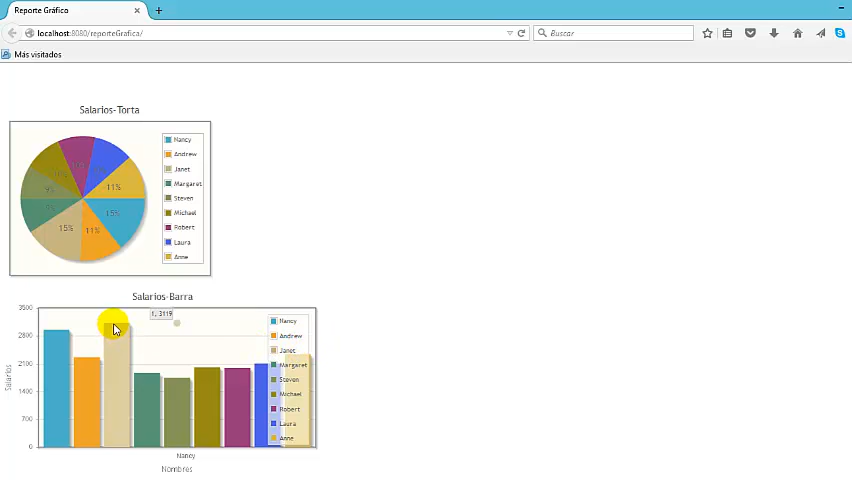 Reporte Gráfico
localhost:8080/reporteGrafica/
Buscar
Más visitados
Salarios-Torta
Nancy
Andrew
Janet
Margaret
Steven
Michael
Robert
Laura
Anne
11%
15%
11%
15%
9%
Salarios-Barra
3500
2800
2100
1400
700
0
Salarios
1, 3119
Nancy
Andrew
Janet
Margaret
Steven
Michael
Robert
Laura
Anne
Nancy
Nombres